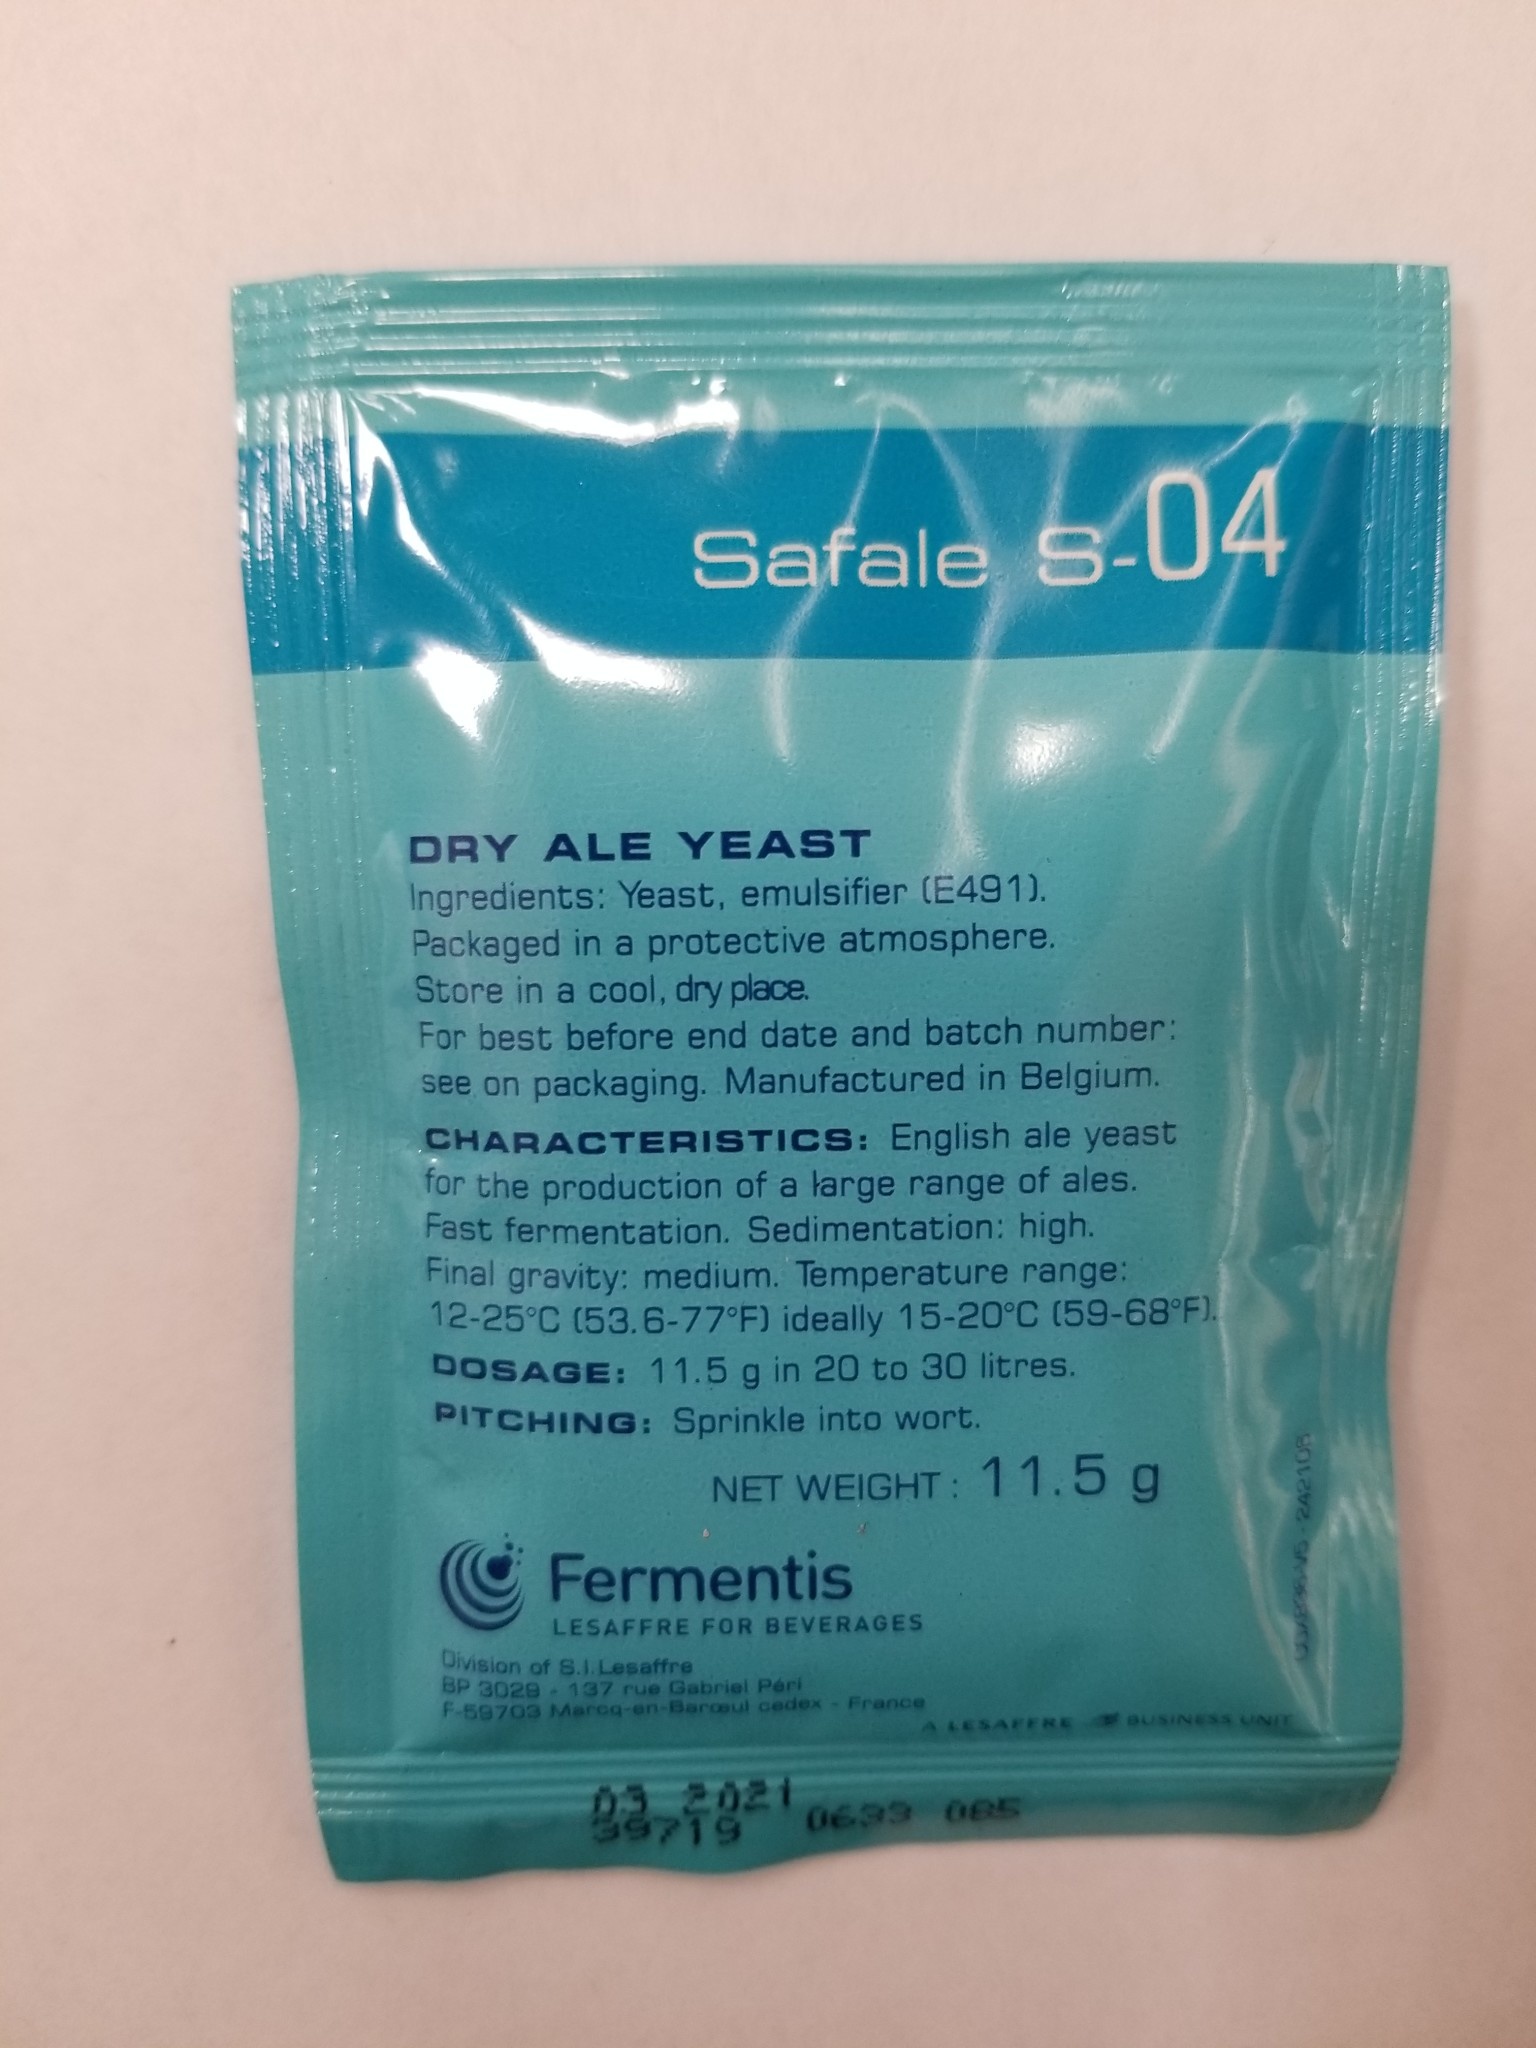 Safale S-04
DRY ALE YEAST
Ingredients: Yeast, emulsifier (E491).
Packaged in a protective atmosphere.
Store in a cool, dry place.
For best before end date and batch number:
see on packaging. Manufactured in Belgium.
CHARACTERISTICS: English ale yeast
for the production of a large range of ales.
Fast fermentation. Sedimentation: high.
Final gravity: medium. Temperature range:
12-25°C (53.6-77°F) ideally 15-20°C (59-68°F).
DOSAGE: 11.5 g in 20 to 30 litres.
PITCHING: Sprinkle into wort.
NET WEIGHT : 11.5 g
Fermentis
LESAFFRE FOR BEVERAGES
Division of S.I.Lesaffre
BP 3029 - 137 rue Gabriel Péri
F-59703 Marcq-en-Barœul cedex - France
A LESAFFRE BUSINESS UNIT
03 2021
39719 0633 085